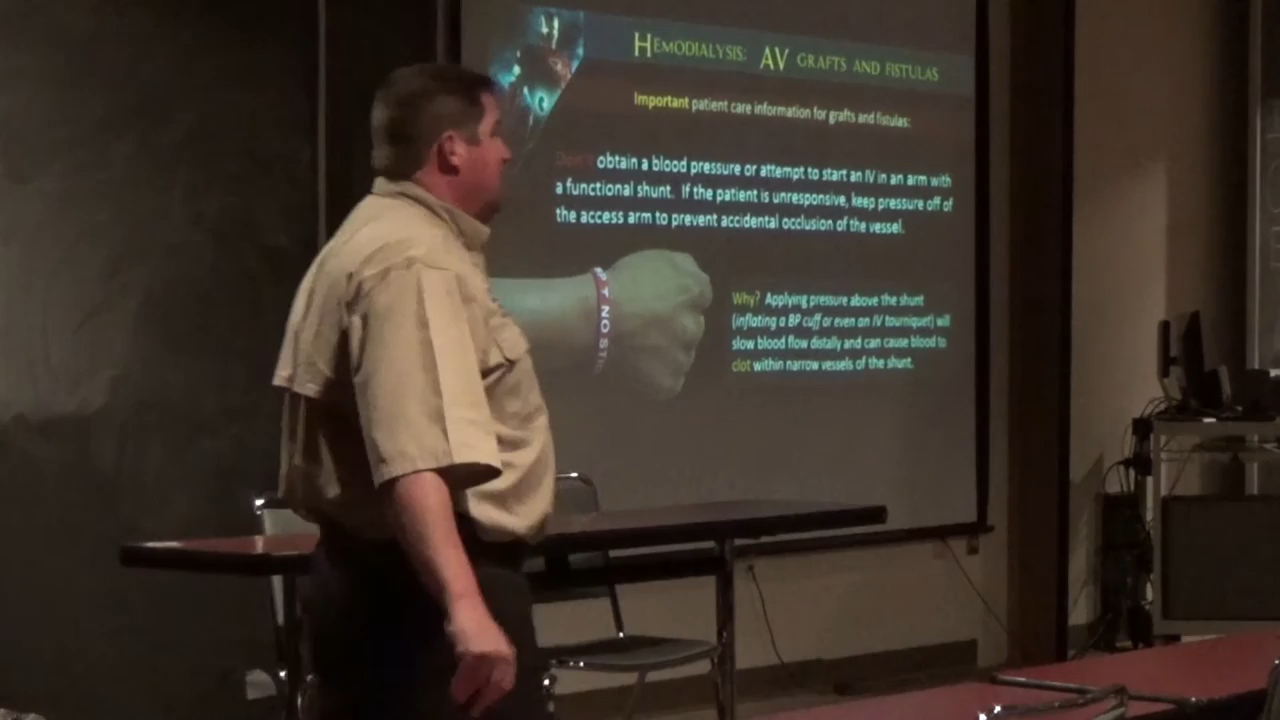 HEMODIALYSIS: AV GRAFTS AND FISTULAS
Important patient care information for grafts and fistulas:
Don't obtain a blood pressure or attempt to start an IV in an arm with
a functional shunt. If the patient is unresponsive, keep pressure off of
the access arm to prevent accidental occlusion of the vessel.
T NO STI
Why? Applying pressure above the shunt
(inflating a BP cuff or even an IV tourniquet) will
slow blood flow distally and can cause blood to
clot within narrow vessels of the shunt.